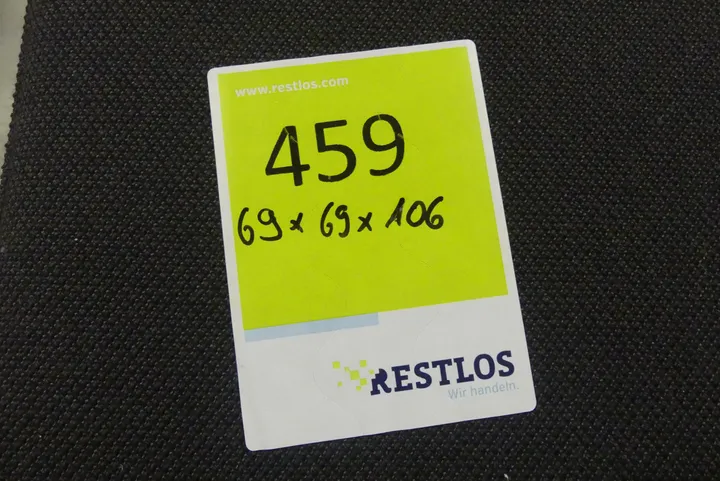 www.restlos.com
459
69 x 69 x 106
RESTLOS
Wir handeln.